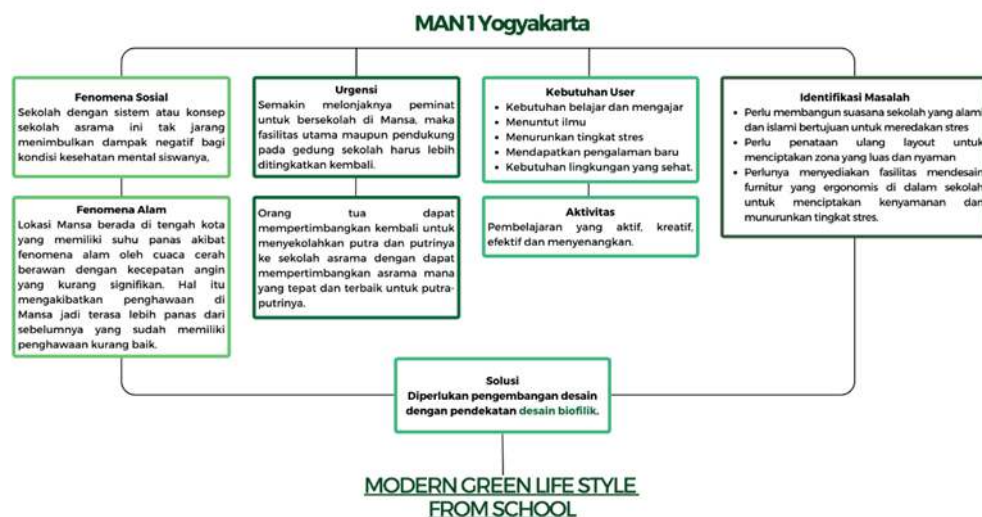 MAN 1 Yogyakarta
Fenomena Sosial
Sekolah dengan sistem atau konsep
sekolah asrama ini tak jarang
menimbulkan dampak negatif bagi
kondisi kesehatan mental siswanya,
Fenomena Alam
Lokasi Mansa berada di tengah kota
yang memiliki suhu panas akibat
fenomena alam oleh cuaca cerah
berawan dengan kecepatan angin
yang kurang signifikan. Hal itu
mengakibatkan penghawaan di
Mansa jadi terasa lebih panas dari
sebelumnya yang sudah memiliki
penghawaan kurang baik.
Urgensi
Semakin melonjaknya peminat
untuk bersekolah di Mansa, maka
fasilitas utama maupun pendukung
pada gedung sekolah harus lebih
ditingkatkan kembali.
Orang tua dapat
mempertimbangkan kembali untuk
menyekolahkan putra dan putrinya
ke sekolah asrama dengan dapat
mempertimbangkan asrama mana
yang tepat dan terbaik untuk putra-
putrinya.
Kebutuhan User
• Kebutuhan belajar dan mengajar
• Menuntut ilmu
• Menurunkan tingkat stres
• Mendapatkan pengalaman baru
• Kebutuhan lingkungan yang sehat.
Aktivitas
Pembelajaran yang aktif, kreatif,
efektif dan menyenangkan.
Identifikasi Masalah
• Perlu membangun suasana sekolah yang alami
dan islami bertujuan untuk meredakan stres
• Perlu penataan ulang layout untuk
menciptakan zona yang luas dan nyaman
• Perlunya menyediakan fasilitas mendesain
furnitur yang ergonomis di dalam sekolah
untuk menciptakan kenyamanan dan
munurunkan tingkat stres.
Solusi
Diperlukan pengembangan desain
dengan pendekatan desain biofilik.
MODERN GREEN LIFE STYLE
FROM SCHOOL